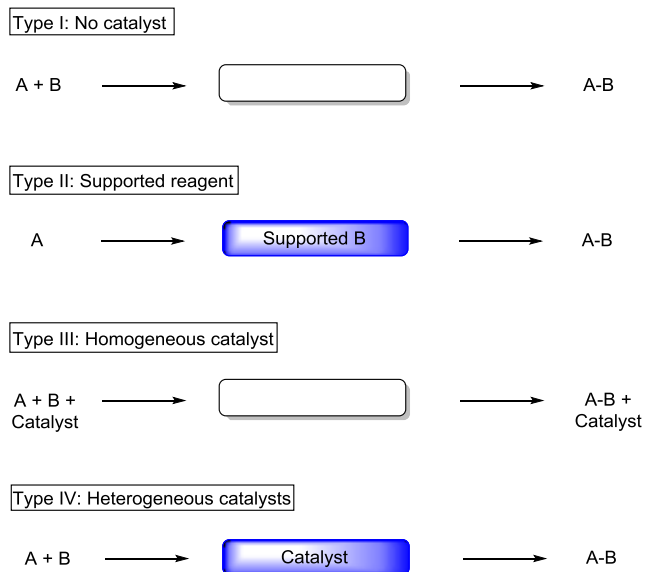 Type I: No catalyst
A + B
A-B
Type II: Supported reagent
A
Supported B
A-B
Type III: Homogeneous catalyst
A + B +
Catalyst
A-B +
Catalyst
Type IV: Heterogeneous catalysts
A + B
Catalyst
A-B